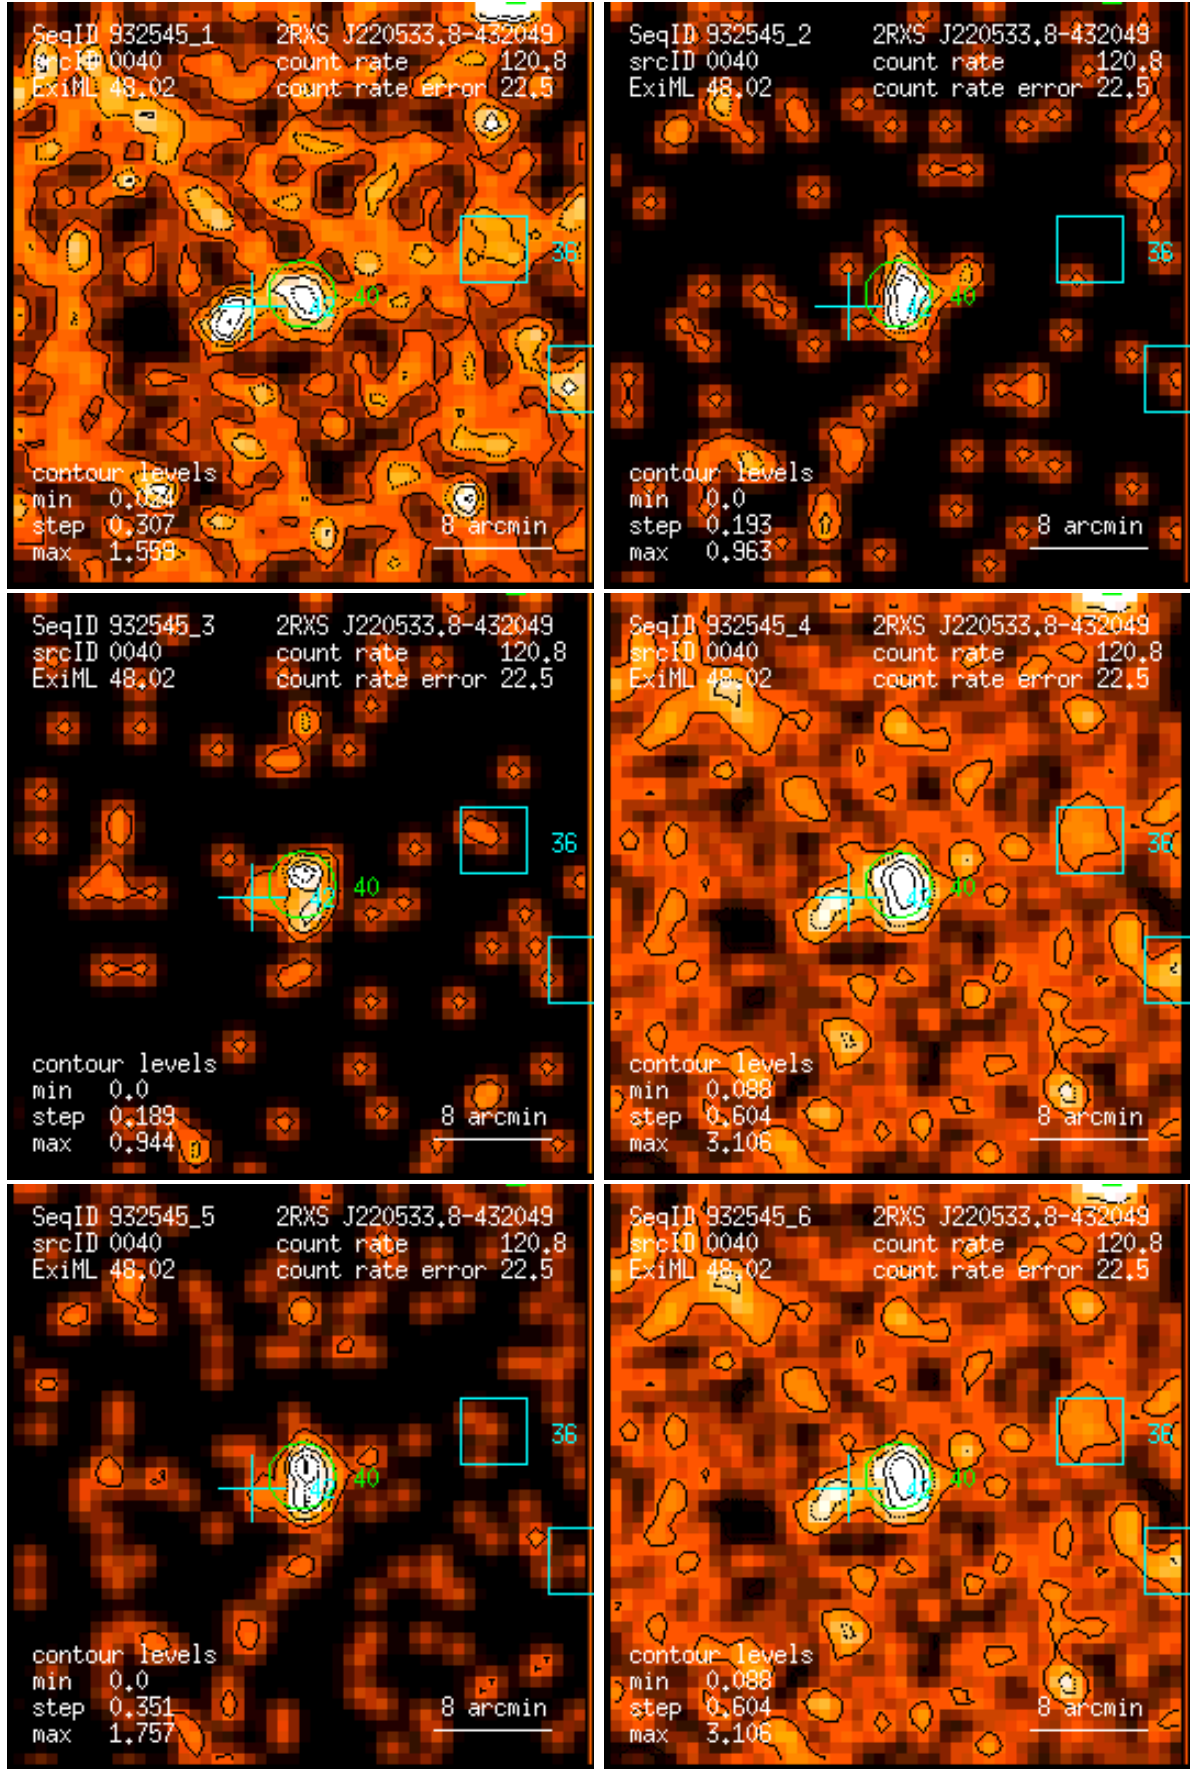 SeqID 932545_1 2RXS J220533.8-432049
srcID 0040 count rate 120.8
ExiML 48.02 count rate error 22.5
36
40
42
contour levels
min 0.074
step 0.307
max 1.559
8 arcmin
SeqID 932545_2 2RXS J220533.8-432049
srcID 0040 count rate 120.8
ExiML 48.02 count rate error 22.5
36
40
42
contour levels
min 0.0
step 0.193
max 0.963
8 arcmin
SeqID 932545_3 2RXS J220533.8-432049
srcID 0040 count rate 120.8
ExiML 48.02 count rate error 22.5
36
40
42
contour levels
min 0.0
step 0.189
max 0.944
8 arcmin
SeqID 932545_4 2RXS J220533.8-432049
srcID 0040 count rate 120.8
ExiML 48.02 count rate error 22.5
36
40
42
contour levels
min 0.088
step 0.604
max 3.106
8 arcmin
SeqID 932545_5 2RXS J220533.8-432049
srcID 0040 count rate 120.8
ExiML 48.02 count rate error 22.5
36
40
42
contour levels
min 0.0
step 0.351
max 1.757
8 arcmin
SeqID 932545_6 2RXS J220533.8-432049
srcID 0040 count rate 120.8
ExiML 48.02 count rate error 22.5
36
40
42
contour levels
min 0.088
step 0.604
max 3.106
8 arcmin